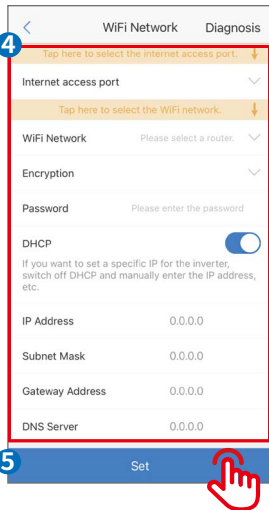 WiFi Network Diagnosis
4
Tap here to select the internet access port.
Internet access port
Tap here to select the WiFi network.
WiFi Network Please select a router.
Encryption
Password Please enter the password
DHCP
If you want to set a specific IP for the inverter,
switch off DHCP and manually enter the IP address,
etc.
IP Address 0.0.0.0
Subnet Mask 0.0.0.0
Gateway Address 0.0.0.0
DNS Server 0.0.0.0
5 Set